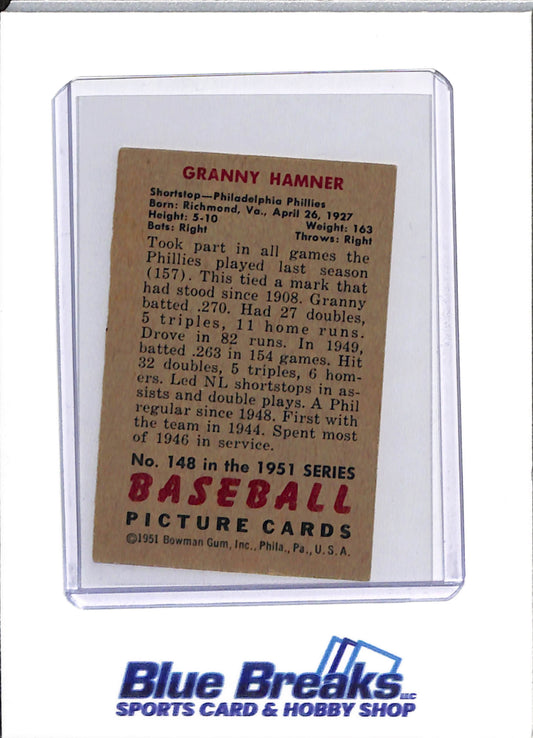 GRANNY HAMNER
Shortstop—Philadelphia Phillies
Born: Richmond, Va., April 26, 1927
Height: 5-10 Weight: 163
Bats: Right Throws: Right
Took part in all games the
Phillies played last season
(157). This tied a mark that
had stood since 1908. Granny
batted .270. Had 27 doubles,
5 triples, 11 home runs.
Drove in 82 runs. In 1949,
batted .263 in 154 games. Hit
32 doubles, 5 triples, 6 hom-
ers. Led NL shortstops in as-
sists and double plays. A Phil
regular since 1948. First with
the team in 1944. Spent most
of 1946 in service.
No. 148 in the 1951 SERIES
BASEBALL
PICTURE CARDS
©1951 Bowman Gum, Inc., Phila., Pa., U. S. A.
Blue Breaks LLC
SPORTS CARD & HOBBY SHOP